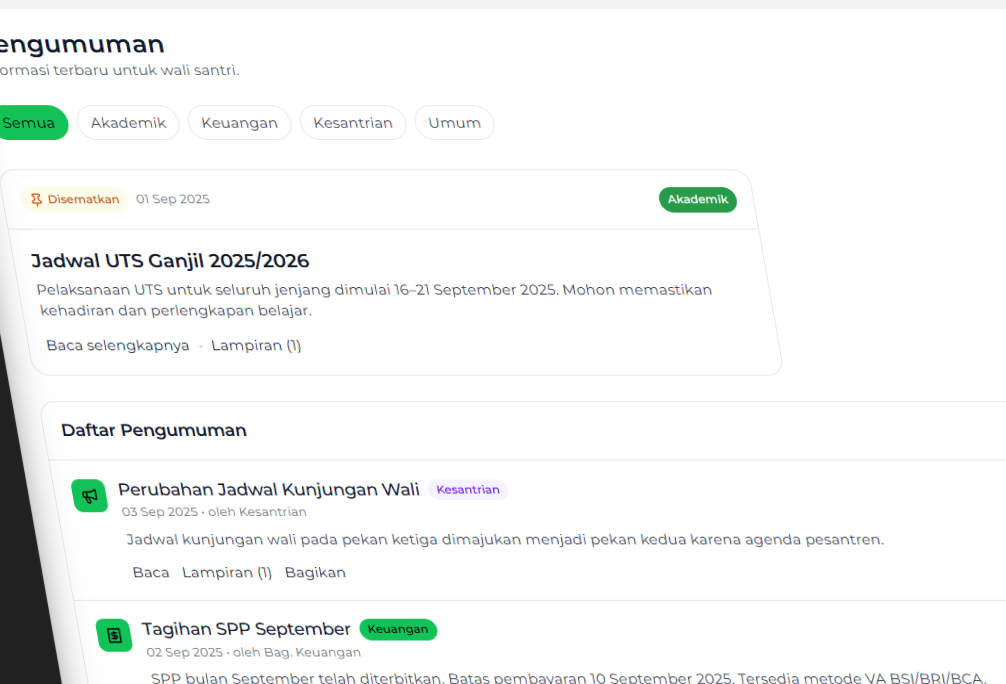 engumuman
ormasi terbaru untuk wali santri.
Semua Akademik Keuangan Kesantrian Umum
Disematkan 01 Sep 2025 Akademik
Jadwal UTS Ganjil 2025/2026
Pelaksanaan UTS untuk seluruh jenjang dimulai 16–21 September 2025. Mohon memastikan
kehadiran dan perlengkapan belajar.
Baca selengkapnya • Lampiran (1)
Daftar Pengumuman
Perubahan Jadwal Kunjungan Wali Kesantrian
03 Sep 2025 • oleh Kesantrian
Jadwal kunjungan wali pada pekan ketiga dimajukan menjadi pekan kedua karena agenda pesantren.
Baca Lampiran (1) Bagikan
Tagihan SPP September Keuangan
02 Sep 2025 • oleh Bag. Keuangan
SPP bulan September telah diterbitkan. Batas pembayaran 10 September 2025. Tersedia metode VA BSI/BRI/BCA.